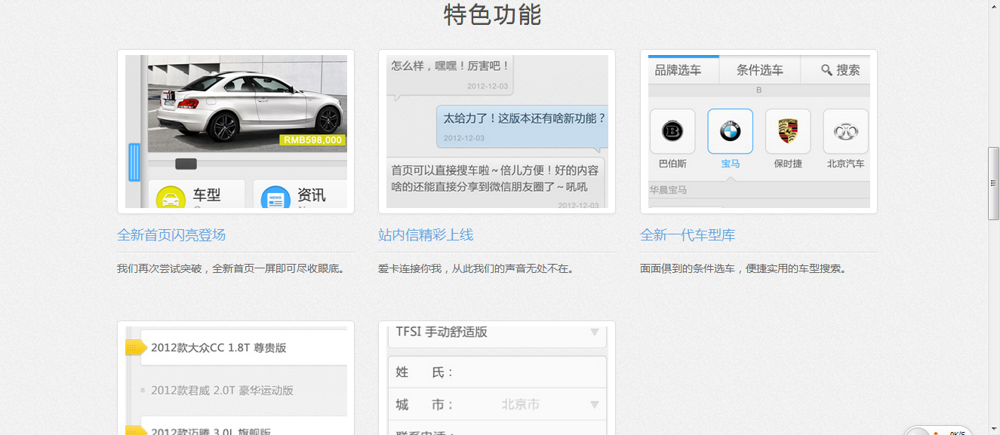 特色功能
RMB598,000
车型
资讯
NEWS
怎么样，嘿嘿！厉害吧！
2012-12-03
太给力了！这版本还有啥新功能？
2012-12-03
首页可以直接搜车啦～倍儿方便！好的内容
啥的还能直接分享到微信朋友圈了～吼吼
2012-12-03
品牌选车
条件选车
搜索
B
巴伯斯
宝马
保时捷
北京汽车
华晨宝马
全新首页闪亮登场
站内信精彩上线
全新一代车型库
我们再次尝试突破，全新首页一屏即可尽收眼底。
爱卡连接你我，从此我们的声音无处不在。
面面俱到的条件选车，便捷实用的车型搜索。
2012款大众CC 1.8T 尊贵版
2012款君威 2.0T 豪华运动版
2012款迈腾 3.0L 旗舰版
TFSI 手动舒适版
姓 氏：
城 市： 北京市
联系电话：
0K/S